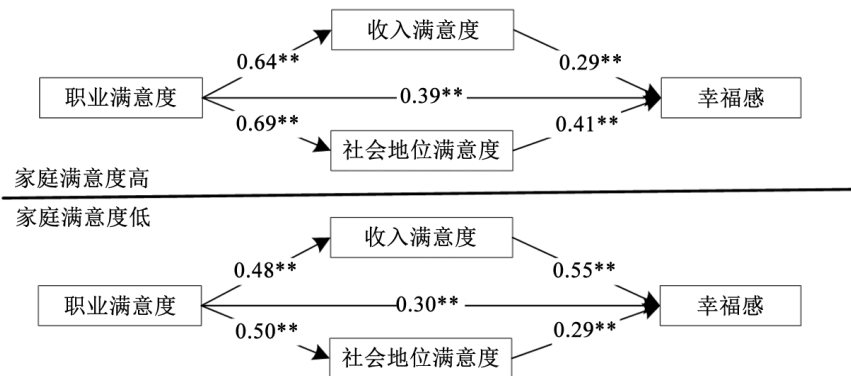 收入满意度
0.64**
0.29**
职业满意度
0.39**
幸福感
0.69**
0.41**
社会地位满意度
家庭满意度高
家庭满意度低
收入满意度
0.48**
0.55**
职业满意度
0.30**
幸福感
0.50**
0.29**
社会地位满意度